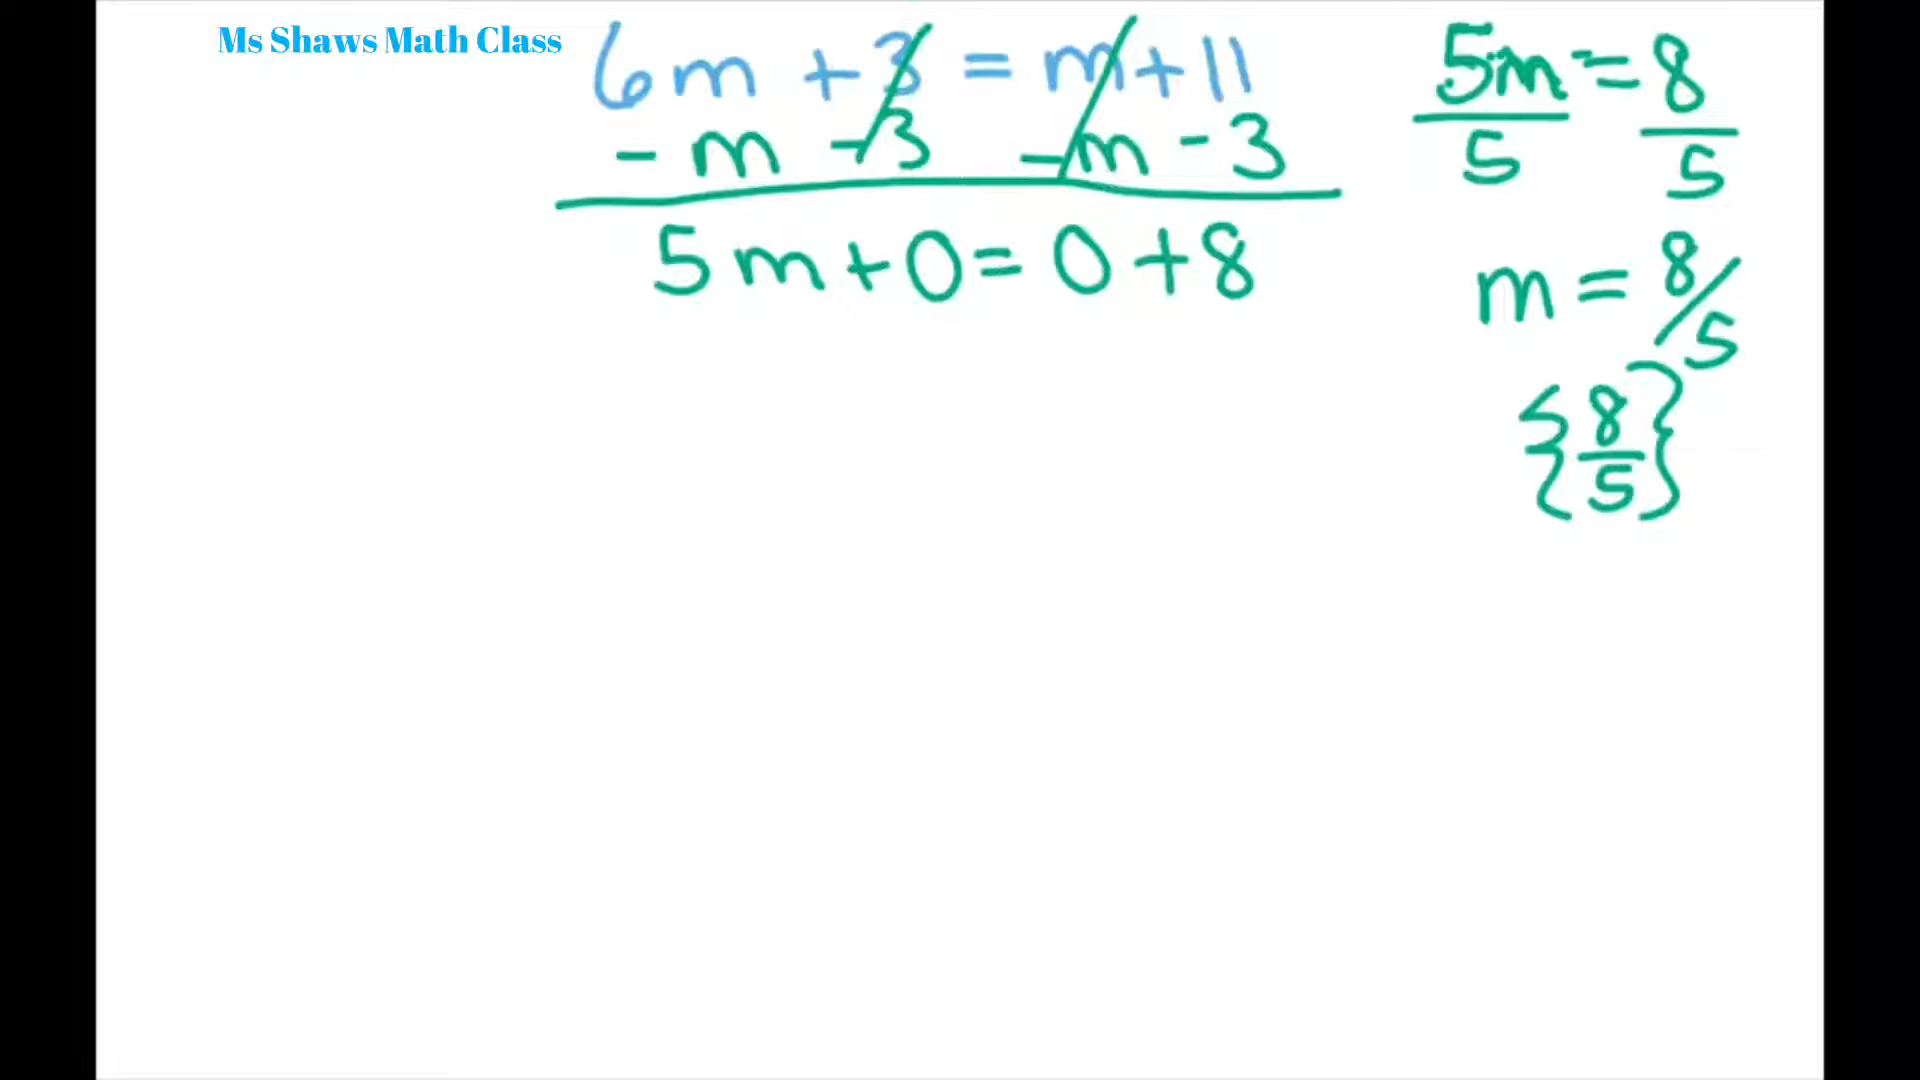 Ms Shaws Math Class
6m + 3 = m + 11
- m - 3 - m - 3
5m + 0 = 0 + 8
5m = 8
5 5
m = 8/5
{8/5}